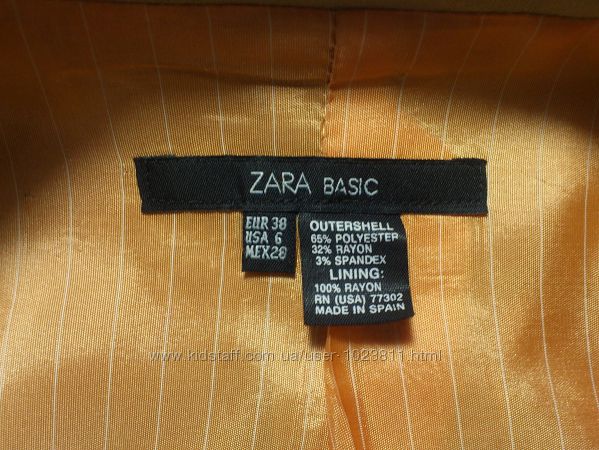 ZARA BASIC
EUR 38
USA 6
MEX 28
OUTERSHELL
65% POLYESTER
32% RAYON
3% SPANDEX
LINING:
100% RAYON
RN (USA) 77302
MADE IN SPAIN
www.kidstaff.com.ua/user-1023811.html